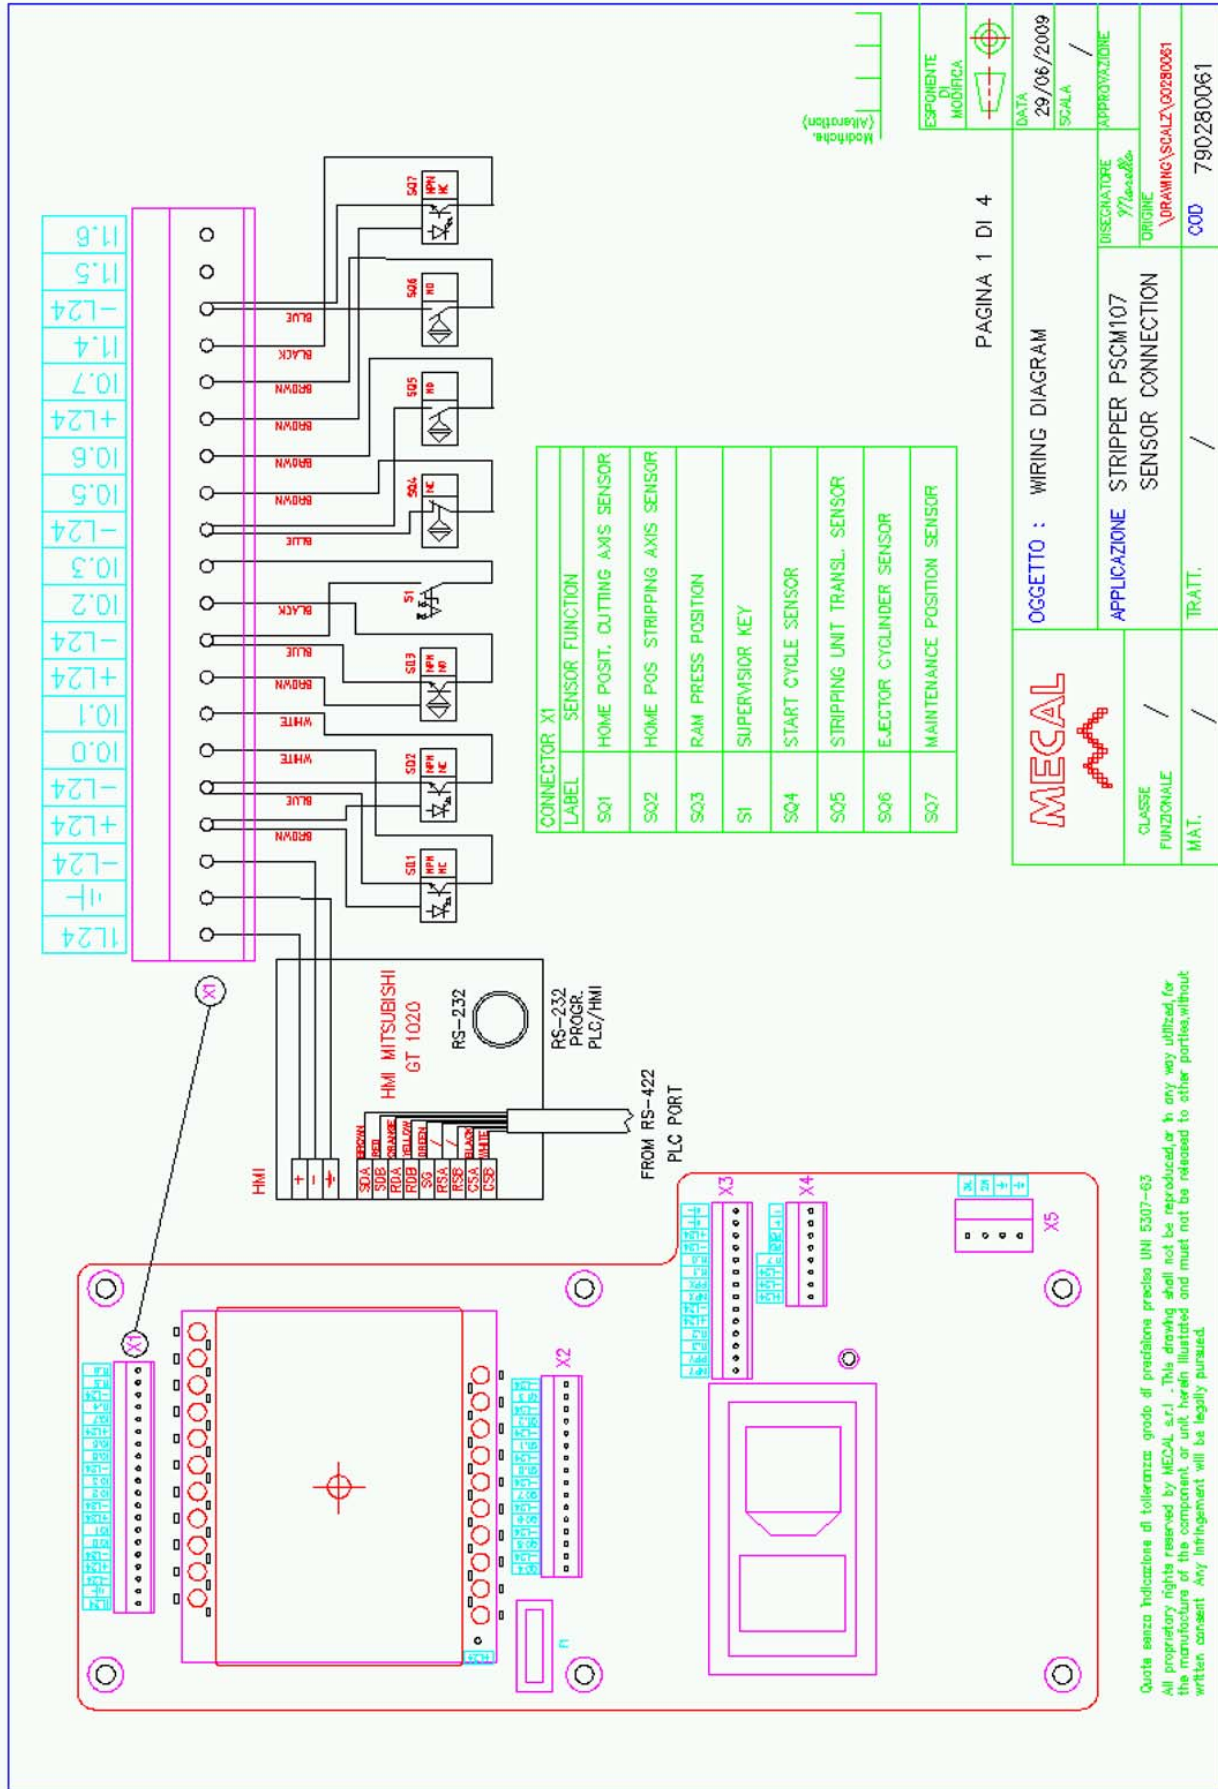 1L24
-L24
+L24
-L24
I0.0
I0.1
+L24
-L24
I0.2
I0.3
-L24
I0.5
I0.6
+L24
I0.7
I1.4
-L24
I1.5
I1.6
X1
BROWN
BLUE
WHITE
WHITE
BROWN
BLUE
BLACK
BLUE
BROWN
BROWN
BROWN
BROWN
BLACK
BLUE
SQ1
NPN
NC
SQ2
NPN
NC
SQ3
NPN
NO
S1
SQ4
NC
SQ5
NO
SQ6
NO
SQ7
NPN
NC
HMI
+
-
SDA BROWN
SDB RED
RDA ORANGE
RDB YELLOW
SG GREEN
RSA /
RSB /
CSA BLACK
CSB WHITE
HMI MITSUBISHI
GT 1020
RS-232
RS-232
PROGR.
PLC/HMI
FROM RS-422
PLC PORT
X1
X2
X3
X4
X5
F1
CONNECTOR X1
LABEL SENSOR FUNCTION
SQ1 HOME POSIT. CUTTING AXIS SENSOR
SQ2 HOME POS STRIPPING AXIS SENSOR
SQ3 RAM PRESS POSITION
S1 SUPERVISIOR KEY
SQ4 START CYCLE SENSOR
SQ5 STRIPPING UNIT TRANSL. SENSOR
SQ6 EJECTOR CYCLINDER SENSOR
SQ7 MAINTENANCE POSITION SENSOR
Modifiche.
(Alteration)
PAGINA 1 DI 4
ESPONENTE
DI
MODIFICA
MECAL
OGGETTO : WIRING DIAGRAM
DATA
29/06/2009
SCALA
/
CLASSE
FUNZIONALE
/
APPLICAZIONE STRIPPER PSCM107
SENSOR CONNECTION
DISEGNATORE
APPROVAZIONE
ORIGINE
\DRAWING\SCALZ\GO280061
MAT. /
TRATT. /
COD 790280061
Quote senza indicazione di tolleranza: grado di precisione preciso UNI 5307-63
All proprietary rights reserved by MECAL s.r.l . This drawing shall not be reproduced,or in any way utilized,for
the manufacture of the component or unit herein illustated and must not be released to other parties,without
written consent Any infringement will be legally pursued.